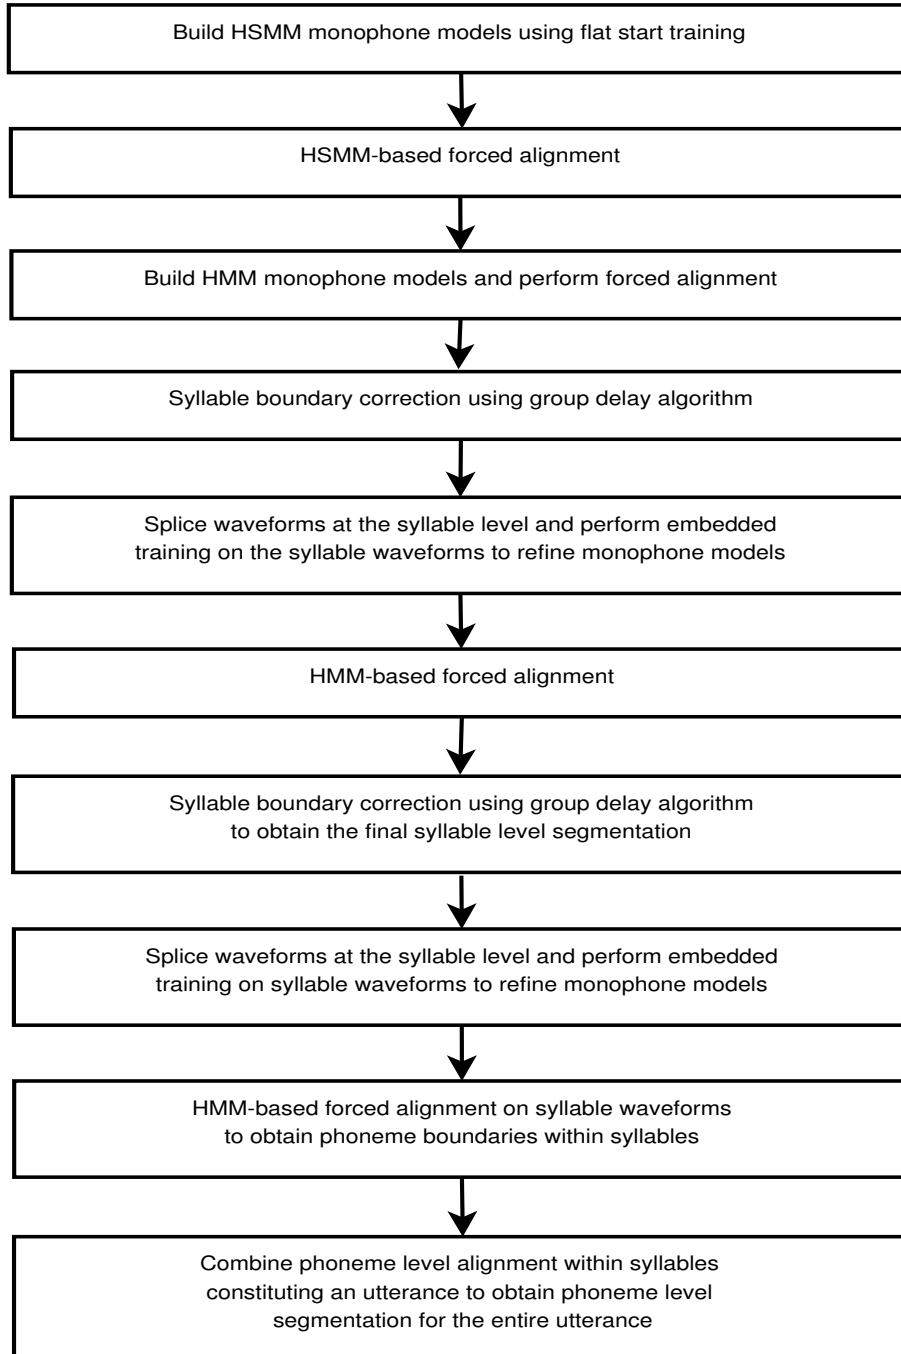 Build HSMM monophone models using flat start training
HSMM-based forced alignment
Build HMM monophone models and perform forced alignment
Syllable boundary correction using group delay algorithm
Splice waveforms at the syllable level and perform embedded
training on the syllable waveforms to refine monophone models
HMM-based forced alignment
Syllable boundary correction using group delay algorithm
to obtain the final syllable level segmentation
Splice waveforms at the syllable level and perform embedded
training on syllable waveforms to refine monophone models
HMM-based forced alignment on syllable waveforms
to obtain phoneme boundaries within syllables
Combine phoneme level alignment within syllables
constituting an utterance to obtain phoneme level
segmentation for the entire utterance